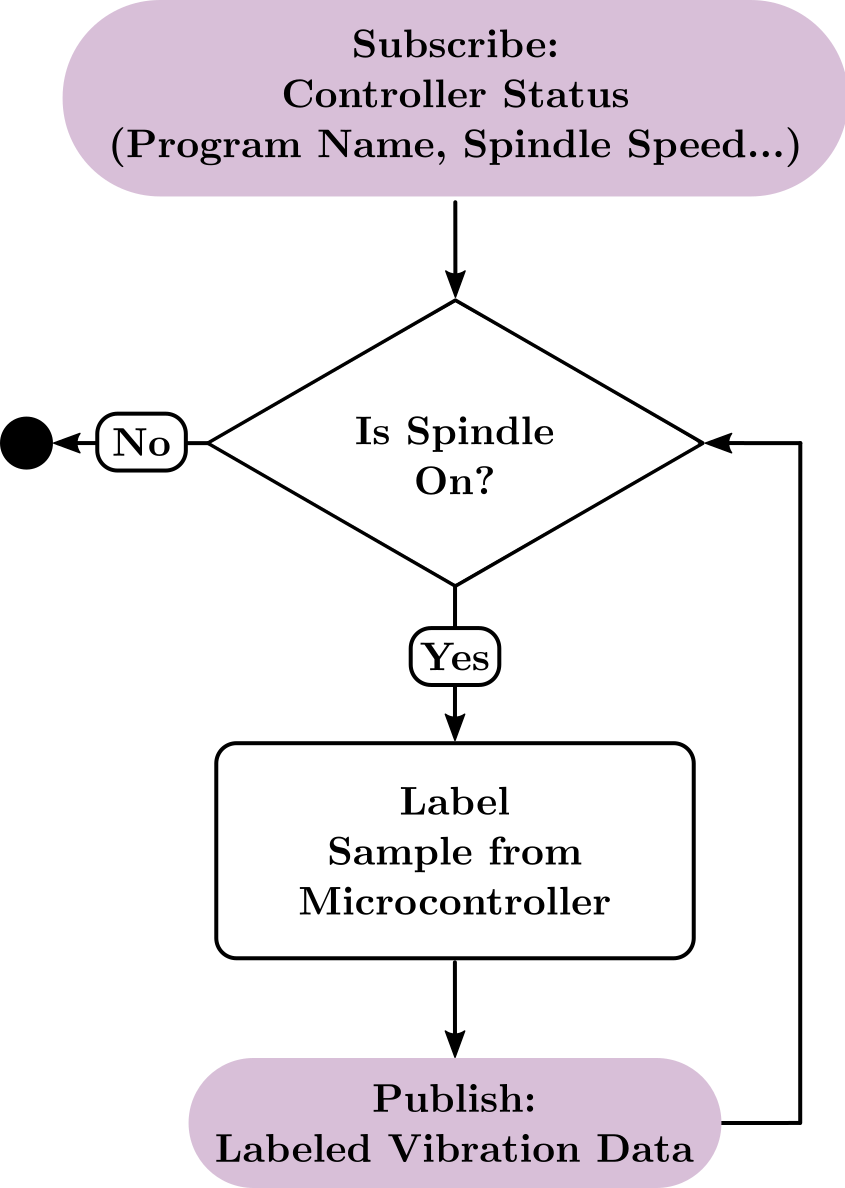 Subscribe:
Controller Status
(Program Name, Spindle Speed...)
Is Spindle
On?
No
Yes
Label
Sample from
Microcontroller
Publish:
Labeled Vibration Data